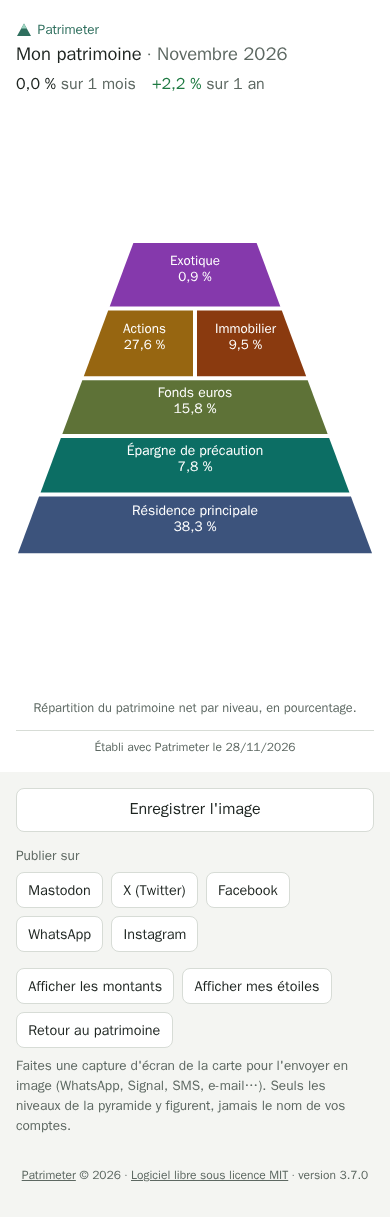 Patrimeter
Mon patrimoine · Novembre 2026
0,0 % sur 1 mois +2,2 % sur 1 an
Exotique
0,9 %
Actions
27,6 %
Immobilier
9,5 %
Fonds euros
15,8 %
Épargne de précaution
7,8 %
Résidence principale
38,3 %
Répartition du patrimoine net par niveau, en pourcentage.
Établi avec Patrimeter le 28/11/2026
Enregistrer l'image
Publier sur
Mastodon
X (Twitter)
Facebook
WhatsApp
Instagram
Afficher les montants
Afficher mes étoiles
Retour au patrimoine
Faites une capture d'écran de la carte pour l'envoyer en
image (WhatsApp, Signal, SMS, e-mail…). Seuls les
niveaux de la pyramide y figurent, jamais le nom de vos
comptes.
Patrimeter © 2026 · Logiciel libre sous licence MIT · version 3.7.0